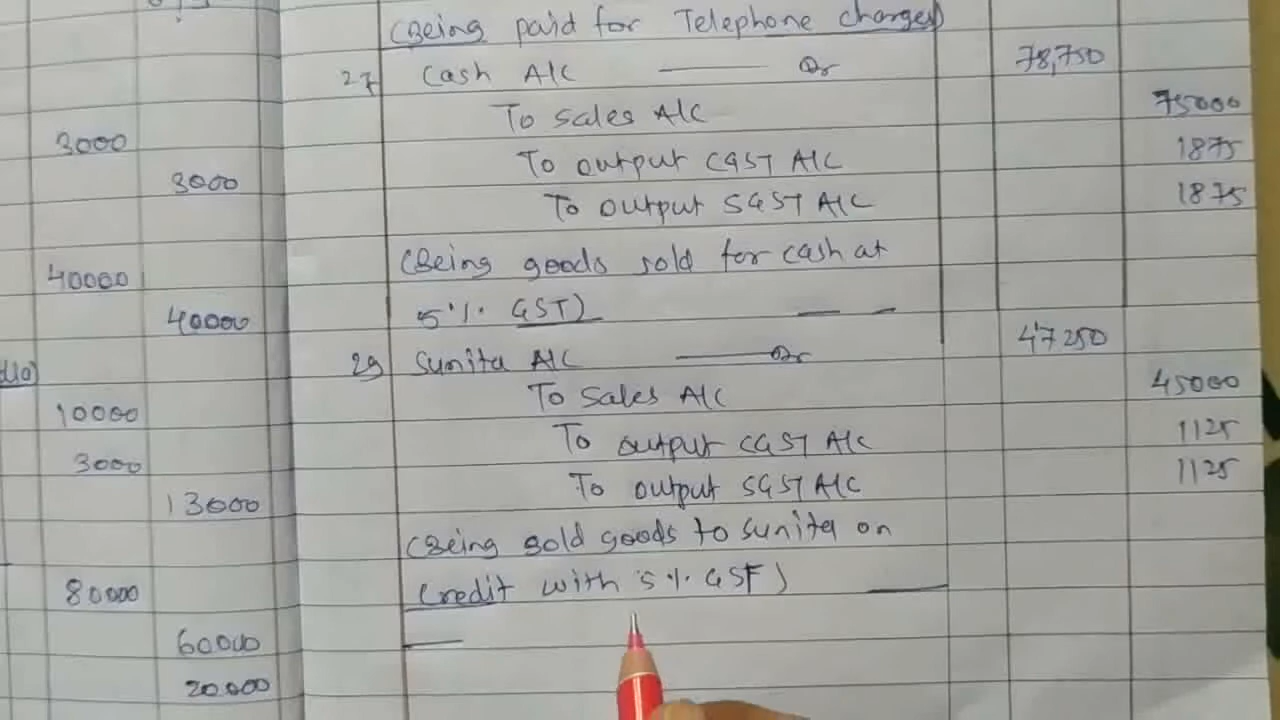 (Being paid for Telephone charges)
27 Cash A/C Dr 78,750
To Sales A/C 75000
3000
To output CGST A/C 1875
3000
To output SGST A/C 1875
(Being goods sold for cash at
40000
5% GST)
40000
29 Sunita A/C Dr 47250
To Sales A/C 45000
10000
To output CGST A/C 1125
3000
To output SGST A/C 1125
13000
(Being sold goods to sunita on
80000
credit with 5% GST)
60000
20000